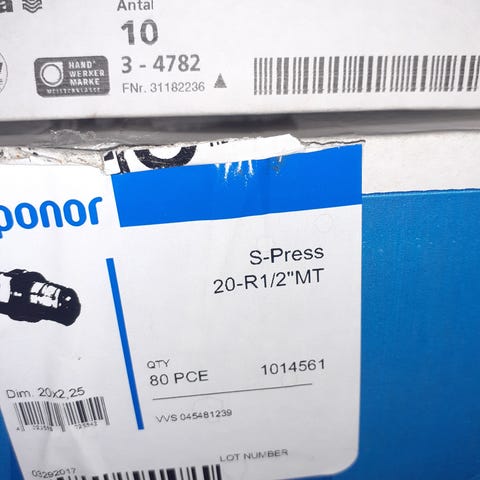 Antal
10
3 - 4782
FNr. 31182236
HAND
WERKER
MARKE
ponor
S-Press
20-R1/2"MT
QTY
80 PCE 1014561
Dim. 20x2,25
VVS 045481239
LOT NUMBER
03292017